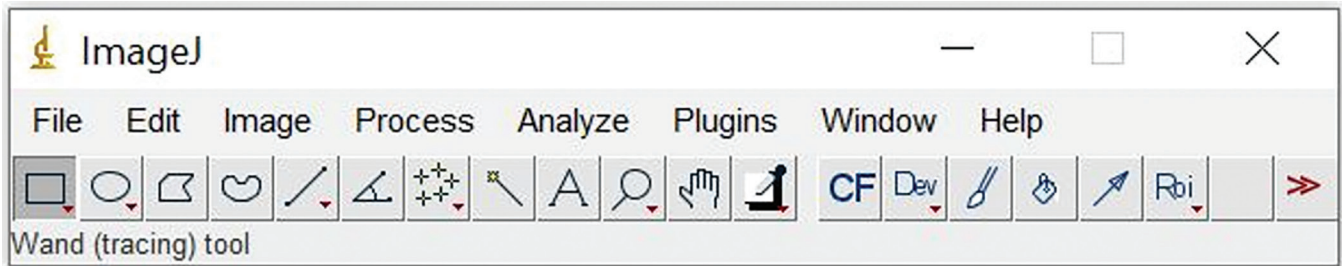 ImageJ
File Edit Image Process Analyze Plugins Window Help
A CF Dev Roi >>
Wand (tracing) tool